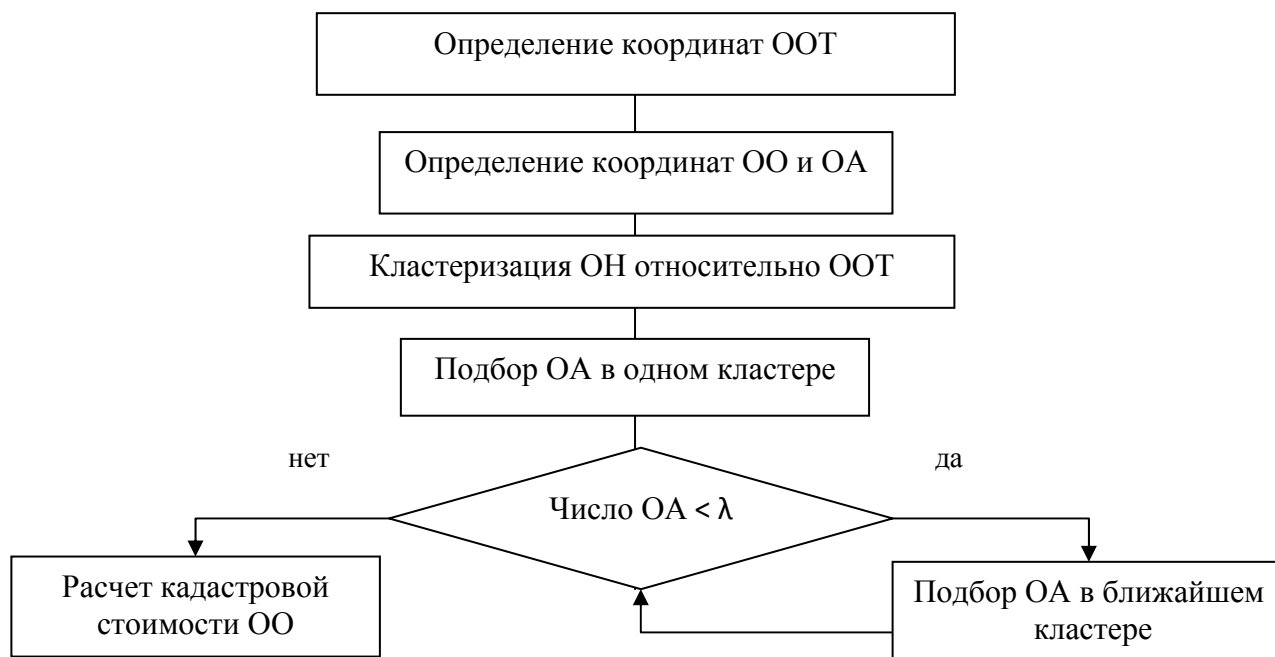 Определение координат ООТ
Определение координат ОО и ОА
Кластеризация ОН относительно ООТ
Подбор ОА в одном кластере
нет
да
Число ОА < λ
Расчет кадастровой
стоимости ОО
Подбор ОА в ближайшем
кластере